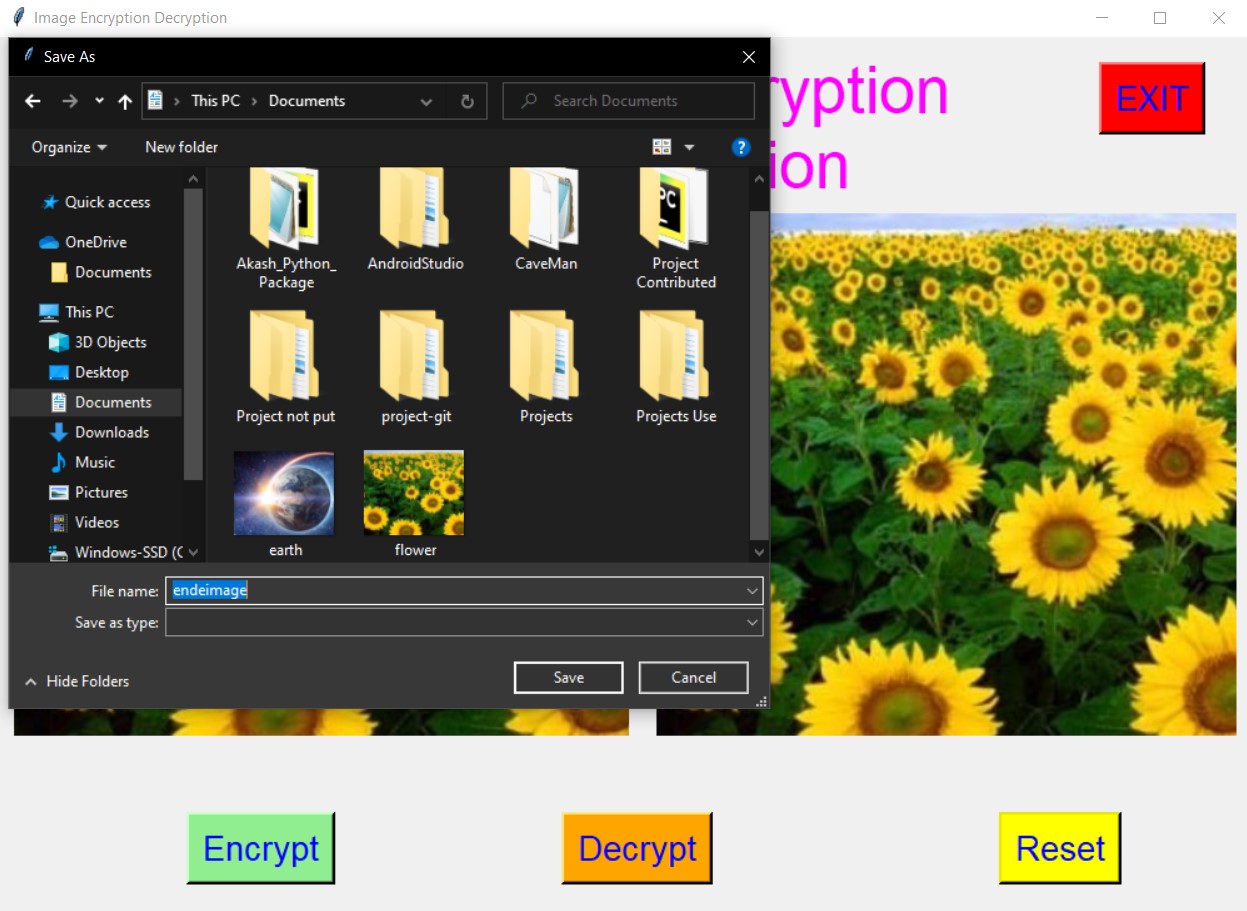 Image Encryption Decryption
Save As
This PC
Documents
Search Documents
Organize
New folder
?
Quick access
OneDrive
Documents
This PC
3D Objects
Desktop
Documents
Downloads
Music
Pictures
Videos
Windows-SSD (C
Akash_Python_
Package
AndroidStudio
CaveMan
PC
Project
Contributed
Project not put
project-git
Projects
Projects Use
earth
flower
File name:
endeimage
Save as type:
Hide Folders
Save
Cancel
ryption
ion
EXIT
Encrypt
Decrypt
Reset